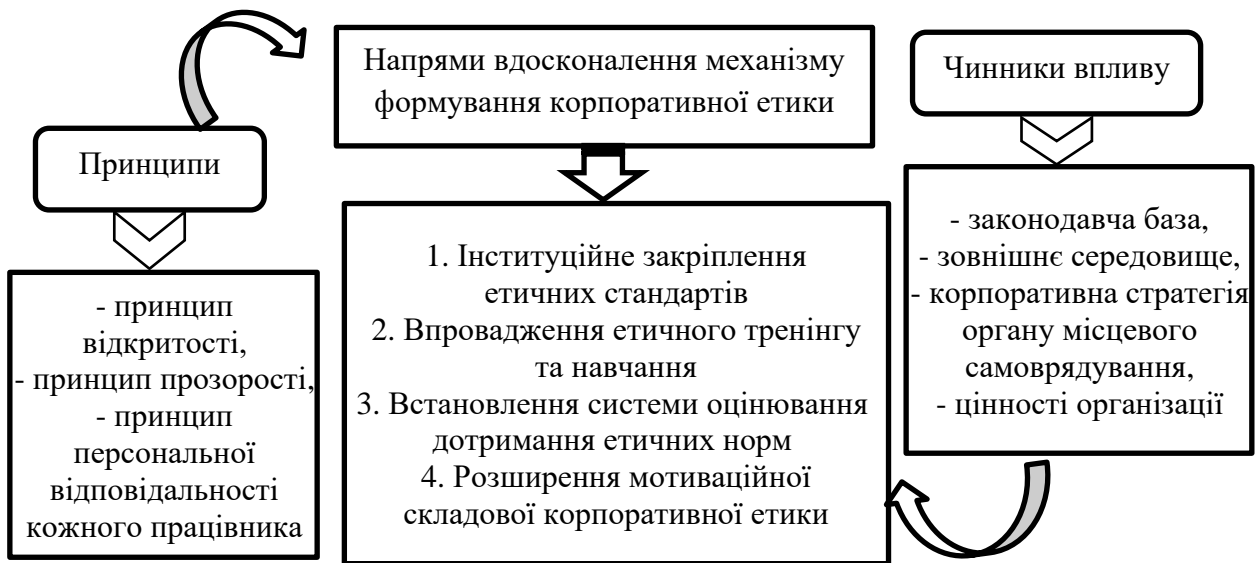 Принципи
- принцип
відкритості,
- принцип прозорості,
- принцип
персональної
відповідальності
кожного працівника
Напрями вдосконалення механізму
формування корпоративної етики
1. Інституційне закріплення
етичних стандартів
2. Впровадження етичного тренінгу
та навчання
3. Встановлення системи оцінювання
дотримання етичних норм
4. Розширення мотиваційної
складової корпоративної етики
Чинники впливу
- законодавча база,
- зовнішнє середовище,
- корпоративна стратегія
органу місцевого
самоврядування,
- цінності організації